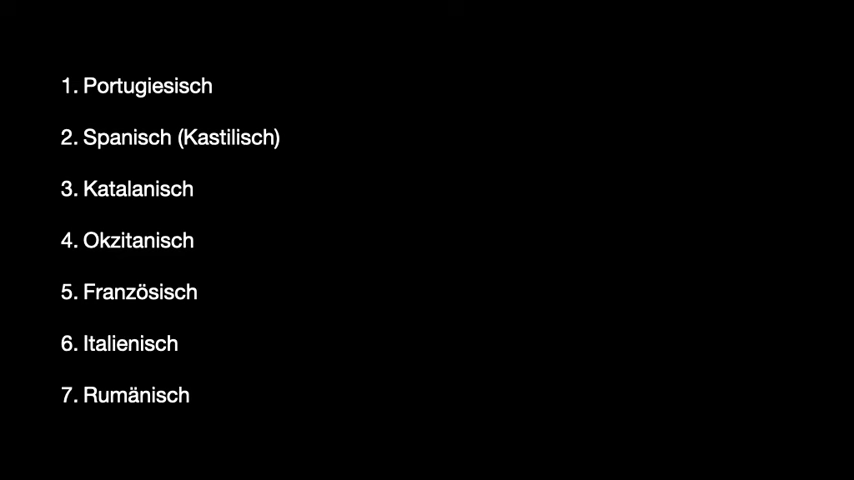 1. Portugiesisch
2. Spanisch (Kastilisch)
3. Katalanisch
4. Okzitanisch
5. Französisch
6. Italienisch
7. Rumänisch